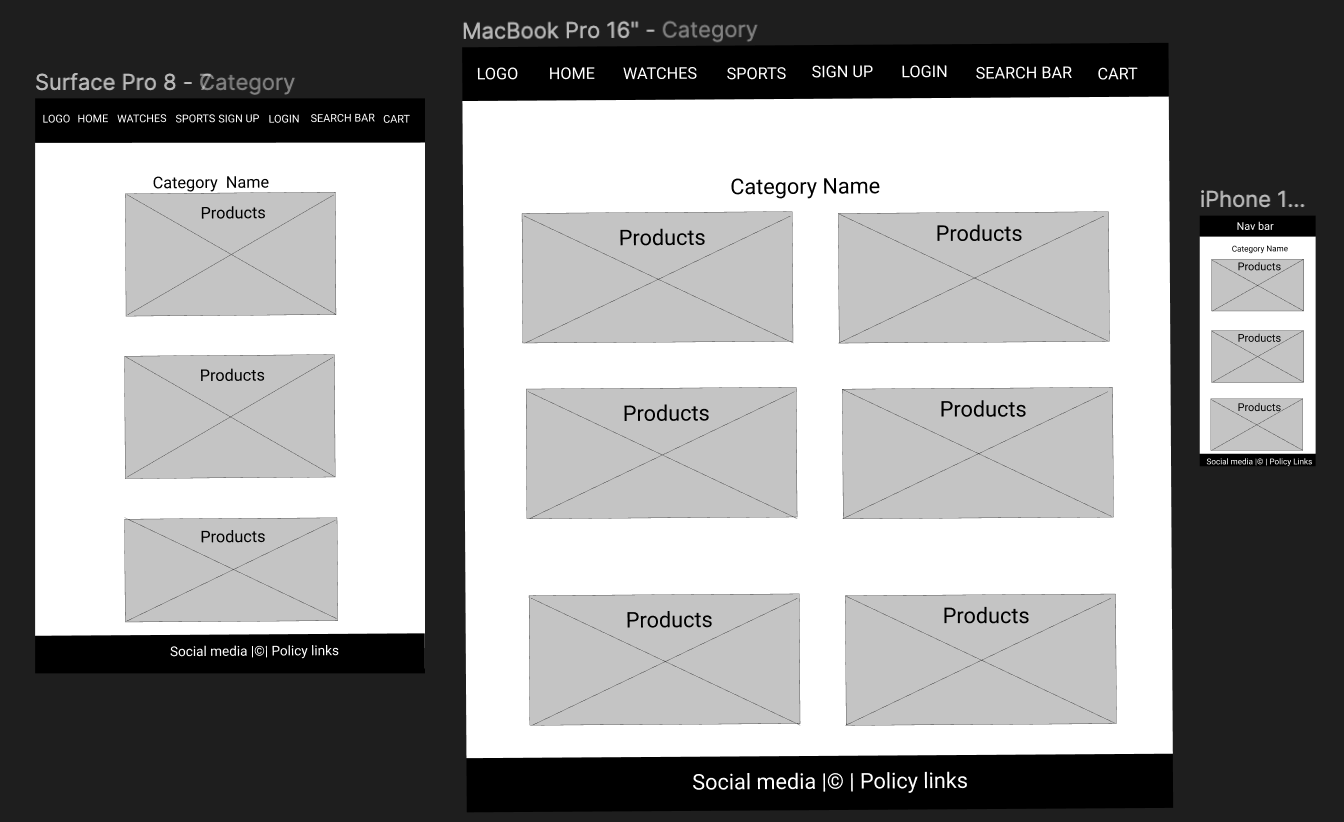 MacBook Pro 16" - Category
Surface Pro 8 - Category
iPhone 1...
LOGO HOME WATCHES SPORTS SIGN UP LOGIN SEARCH BAR CART
Category Name
Products
Products
Products
Social media |©| Policy links
LOGO HOME WATCHES SPORTS SIGN UP LOGIN SEARCH BAR CART
Category Name
Products Products
Products Products
Products Products
Social media |© | Policy links
Nav bar
Category Name
Products
Products
Products
Social media |© | Policy Links